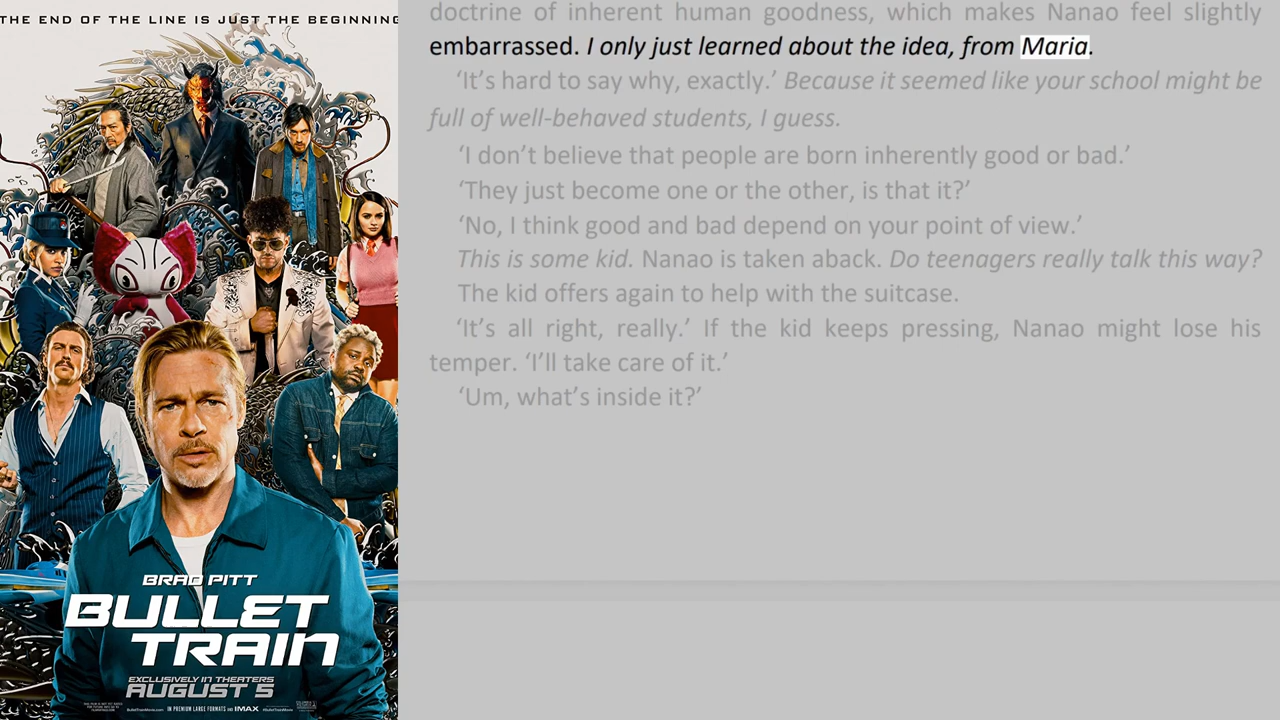 THE END OF THE LINE IS JUST THE BEGINNING
BRAD PITT
BULLET
TRAIN
EXCLUSIVELY IN THEATERS
AUGUST 5
BulletTrainMovie.com
IN PREMIUM LARGE FORMATS AND IMAX
#BulletTrainMovie
doctrine of inherent human goodness, which makes Nanao feel slightly
embarrassed. I only just learned about the idea, from Maria.
‘It’s hard to say why, exactly.’ Because it seemed like your school might be
full of well-behaved students, I guess.
‘I don’t believe that people are born inherently good or bad.’
‘They just become one or the other, is that it?’
‘No, I think good and bad depend on your point of view.’
This is some kid. Nanao is taken aback. Do teenagers really talk this way?
The kid offers again to help with the suitcase.
‘It’s all right, really.’ If the kid keeps pressing, Nanao might lose his
temper. ‘I’ll take care of it.’
‘Um, what’s inside it?’